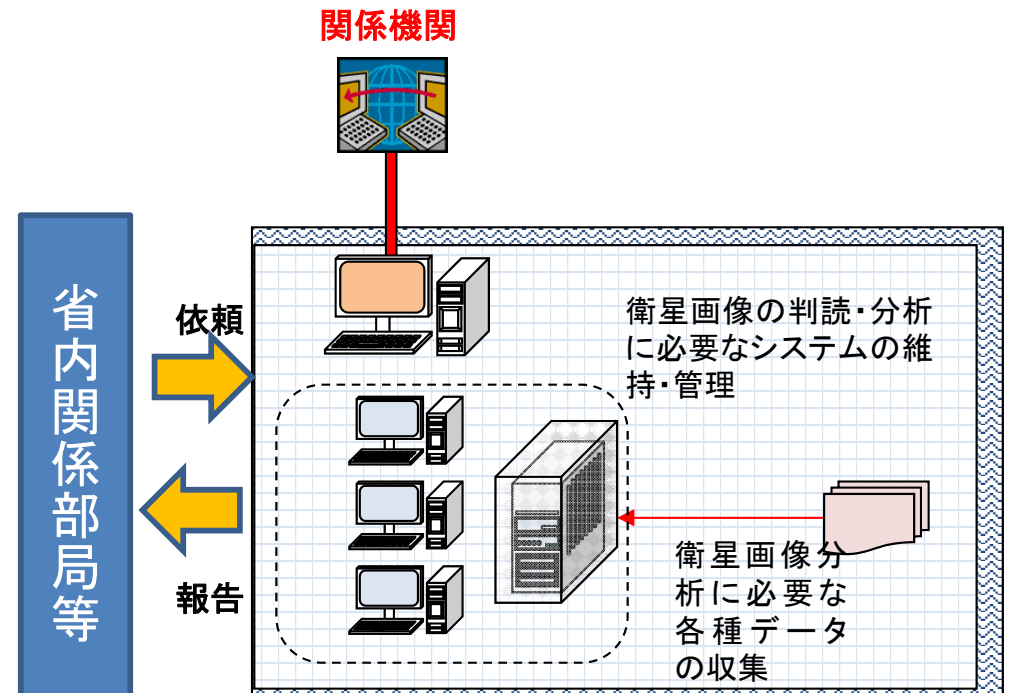 関係機関
省内関係部局等
依頼
報告
衛星画像の判読・分析
に必要なシステムの維
持・管理
衛星画像分
析に必要な
各種データ
の収集